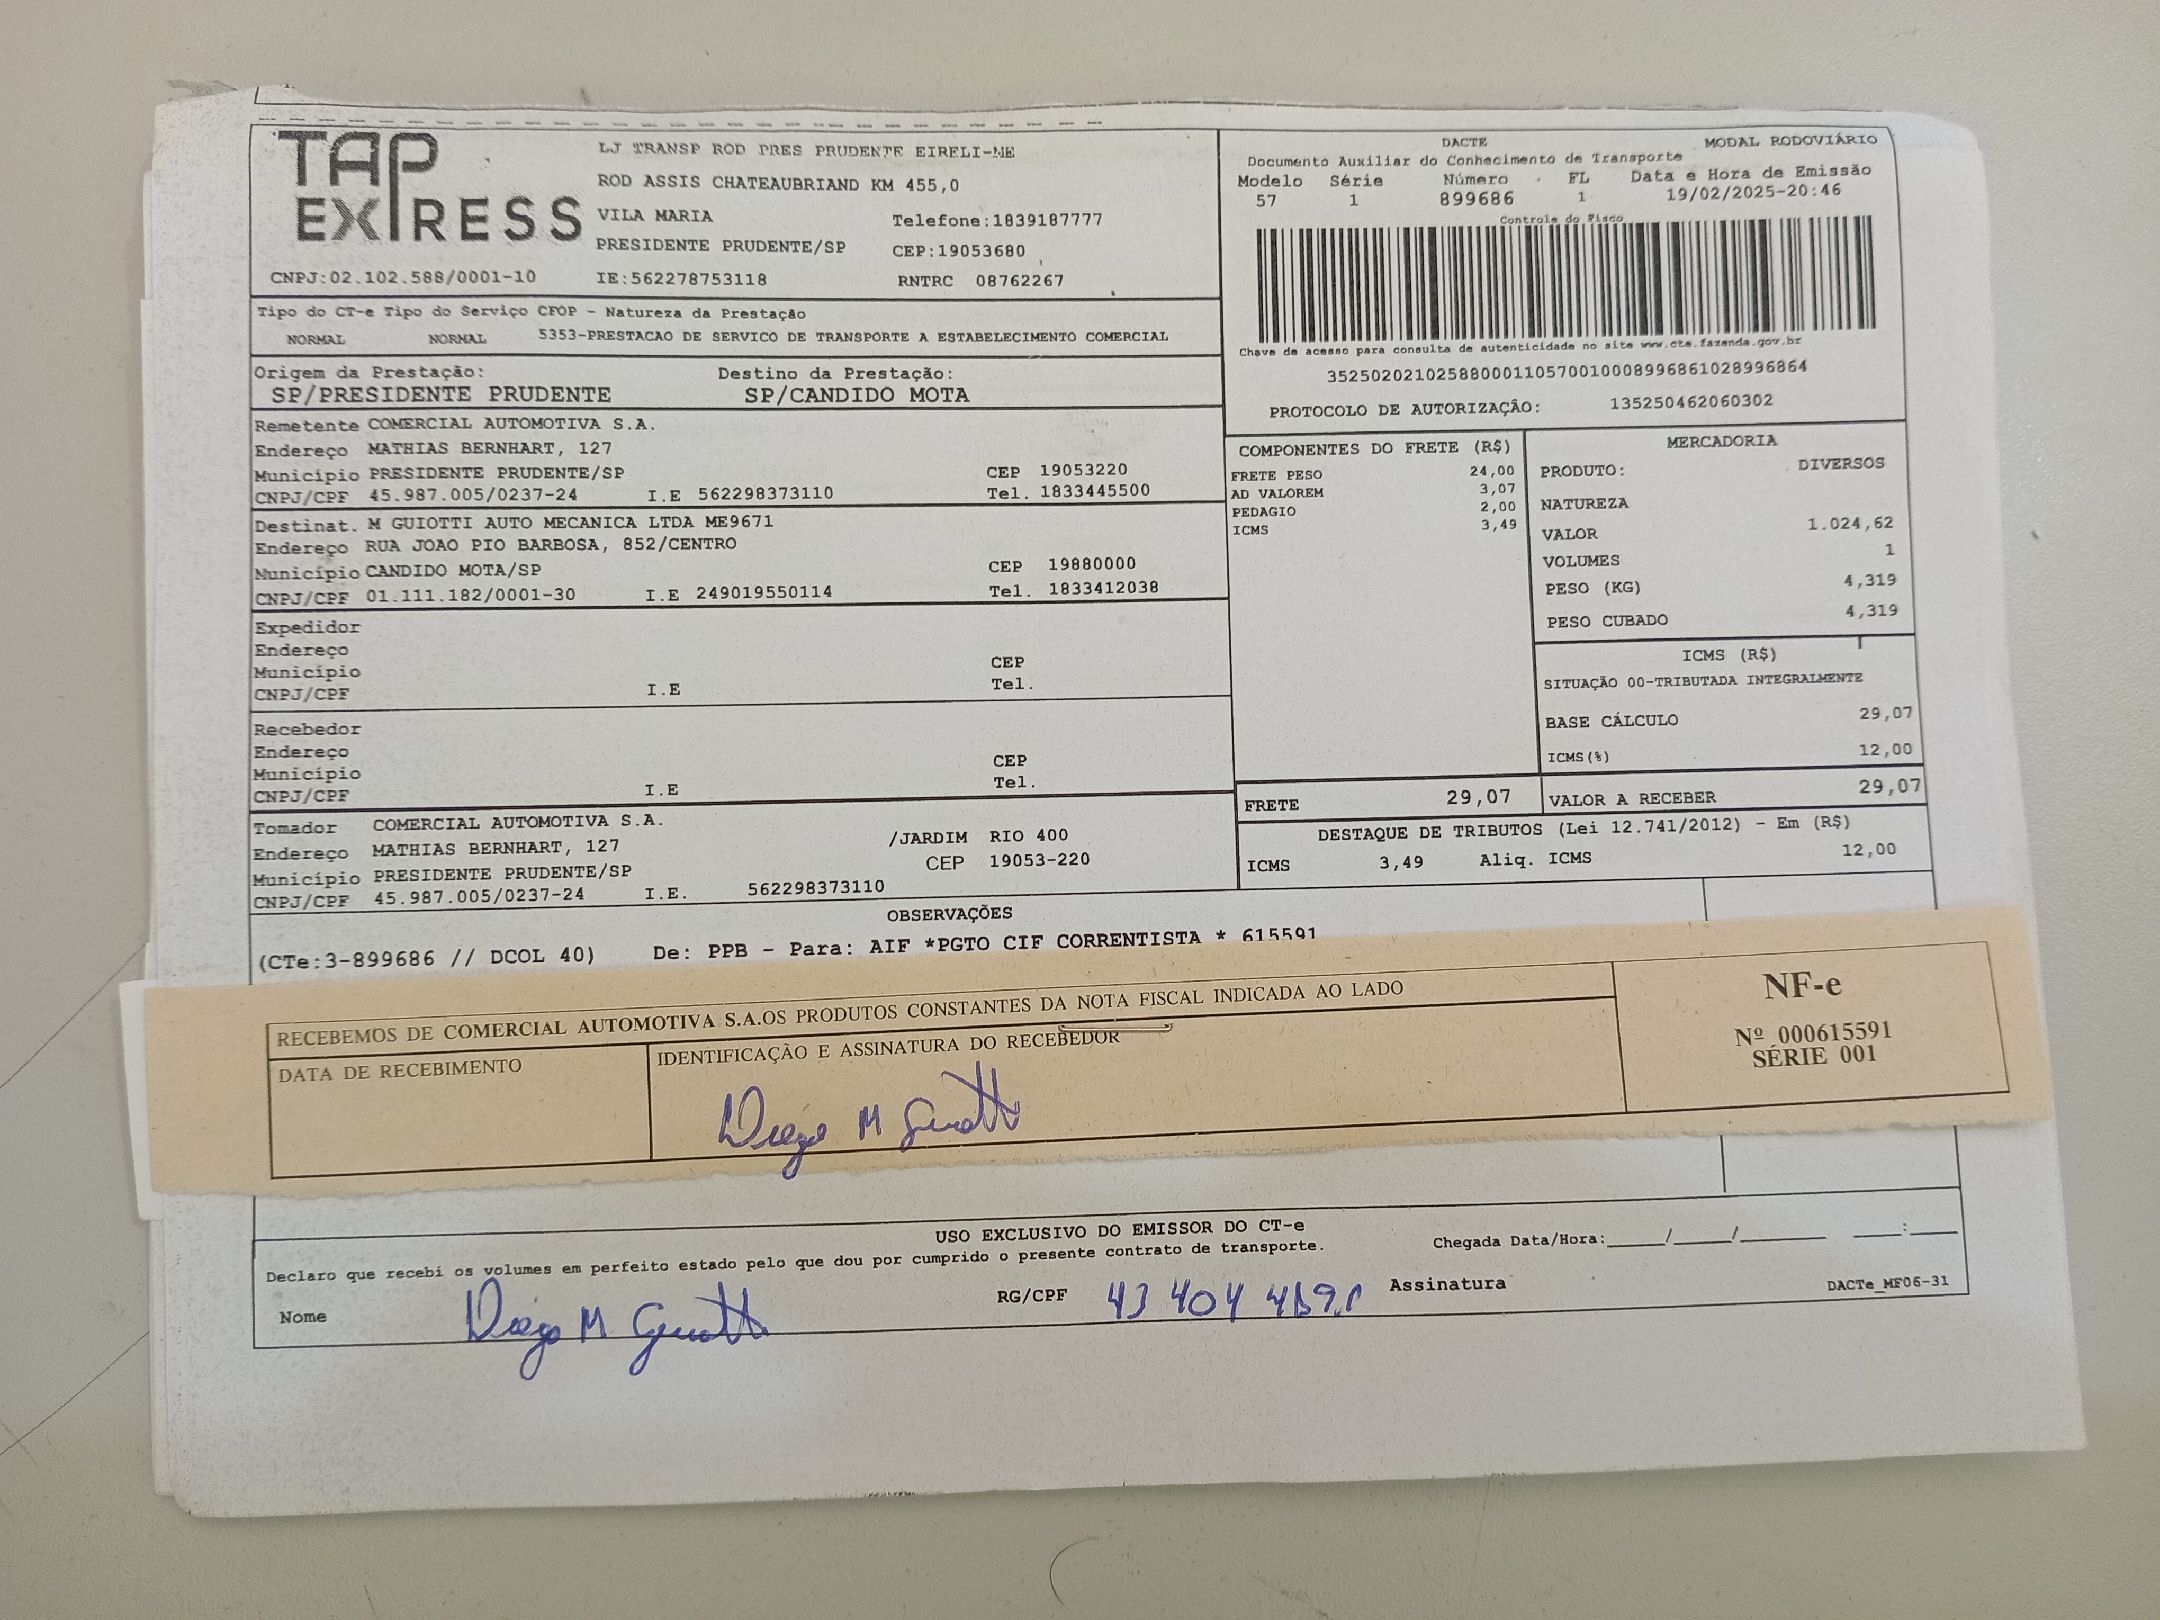 TAP
EXPRESS
LJ TRANSP ROD PRES PRUDENTE EIRELI-ME
ROD ASSIS CHATEAUBRIAND KM 455,0
VILA MARIA Telefone:1839187777
PRESIDENTE PRUDENTE/SP CEP:19053680
CNPJ:02.102.588/0001-10 IE:562278753118 RNTRC 08762267
DACTE MODAL RODOVIÁRIO
Documento Auxiliar do Conhecimento de Transporte
Modelo Série Número FL Data e Hora de Emissão
57 1 899686 1 19/02/2025-20:46
Controle do Fisco
Chave de acesso para consulta de autenticidade no site www.cte.fazenda.gov.br
35250202102588000110570010008996861028996864
PROTOCOLO DE AUTORIZAÇÃO: 135250462060302
Tipo do CT-e Tipo do Serviço CFOP - Natureza da Prestação
NORMAL NORMAL 5353-PRESTACAO DE SERVICO DE TRANSPORTE A ESTABELECIMENTO COMERCIAL
Origem da Prestação: Destino da Prestação:
SP/PRESIDENTE PRUDENTE SP/CANDIDO MOTA
Remetente COMERCIAL AUTOMOTIVA S.A.
Endereço MATHIAS BERNHART, 127
Município PRESIDENTE PRUDENTE/SP CEP 19053220
CNPJ/CPF 45.987.005/0237-24 I.E 562298373110 Tel. 1833445500
Destinat. M GUIOTTI AUTO MECANICA LTDA ME9671
Endereço RUA JOAO PIO BARBOSA, 852/CENTRO
Município CANDIDO MOTA/SP CEP 19880000
CNPJ/CPF 01.111.182/0001-30 I.E 249019550114 Tel. 1833412038
Expedidor
Endereço
Município CEP
CNPJ/CPF I.E Tel.
Recebedor
Endereço
Município CEP
CNPJ/CPF I.E Tel.
Tomador COMERCIAL AUTOMOTIVA S.A.
Endereço MATHIAS BERNHART, 127 /JARDIM RIO 400
Município PRESIDENTE PRUDENTE/SP CEP 19053-220
CNPJ/CPF 45.987.005/0237-24 I.E. 562298373110
COMPONENTES DO FRETE (R$)
FRETE PESO 24,00
AD VALOREM 3,07
PEDAGIO 2,00
ICMS 3,49
MERCADORIA
PRODUTO: DIVERSOS
NATUREZA
VALOR 1.024,62
VOLUMES 1
PESO (KG) 4,319
PESO CUBADO 4,319
ICMS (R$)
SITUAÇÃO 00-TRIBUTADA INTEGRALMENTE
BASE CÁLCULO 29,07
ICMS(%) 12,00
FRETE 29,07 VALOR A RECEBER 29,07
DESTAQUE DE TRIBUTOS (Lei 12.741/2012) - Em (R$)
ICMS 3,49 Aliq. ICMS 12,00
OBSERVAÇÕES
(CTe:3-899686 // DCOL 40) De: PPB - Para: AIF *PGTO CIF CORRENTISTA * 615591
RECEBEMOS DE COMERCIAL AUTOMOTIVA S.A.OS PRODUTOS CONSTANTES DA NOTA FISCAL INDICADA AO LADO
DATA DE RECEBIMENTO IDENTIFICAÇÃO E ASSINATURA DO RECEBEDOR
Diego M Guiotti
NF-e
Nº 000615591
SÉRIE 001
USO EXCLUSIVO DO EMISSOR DO CT-e
Declaro que recebi os volumes em perfeito estado pelo que dou por cumprido o presente contrato de transporte. Chegada Data/Hora:____/____/______ ___:___
Nome Diego M Guiotti RG/CPF 43 404 Assinatura DACTe_MF06-31